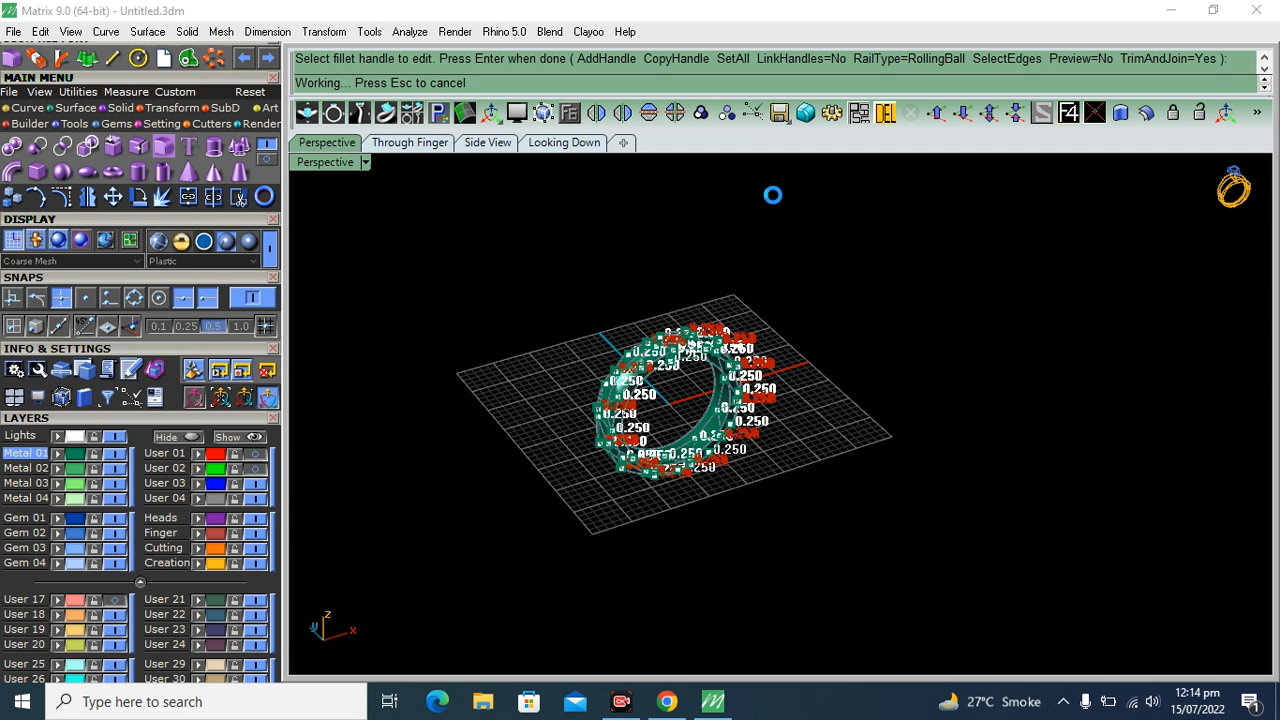 Matrix 9.0 (64-bit) - Untitled.3dm
File Edit View Curve Surface Solid Mesh Dimension Transform Tools Analyze Render Rhino 5.0 Blend Clayoo Help
Select fillet handle to edit. Press Enter when done ( AddHandle CopyHandle SetAll LinkHandles=No RailType=RollingBall SelectEdges Preview=No TrimAndJoin=Yes ):
Working... Press Esc to cancel
MAIN MENU
File View Utilities Measure Custom Reset
Curve Surface Solid Transform SubD Art
Builder Tools Gems Setting Cutters Render
DISPLAY
Coarse Mesh Plastic
SNAPS
0.1 0.25 0.5 1.0
INFO & SETTINGS
LAYERS
Lights Hide Show
Metal 01 User 01
Metal 02 User 02
Metal 03 User 03
Metal 04 User 04
Gem 01 Heads
Gem 02 Finger
Gem 03 Cutting
Gem 04 Creation
User 17 User 21
User 18 User 22
User 19 User 23
User 20 User 24
User 25 User 29
User 26 User 30
Perspective Through Finger Side View Looking Down
Perspective
F4
0.250
0.250
0.250
0.250
0.250
0.250
0.250
0.250
0.250
0.250
z
y
x
Type here to search
27°C Smoke
12:14 pm
15/07/2022
1